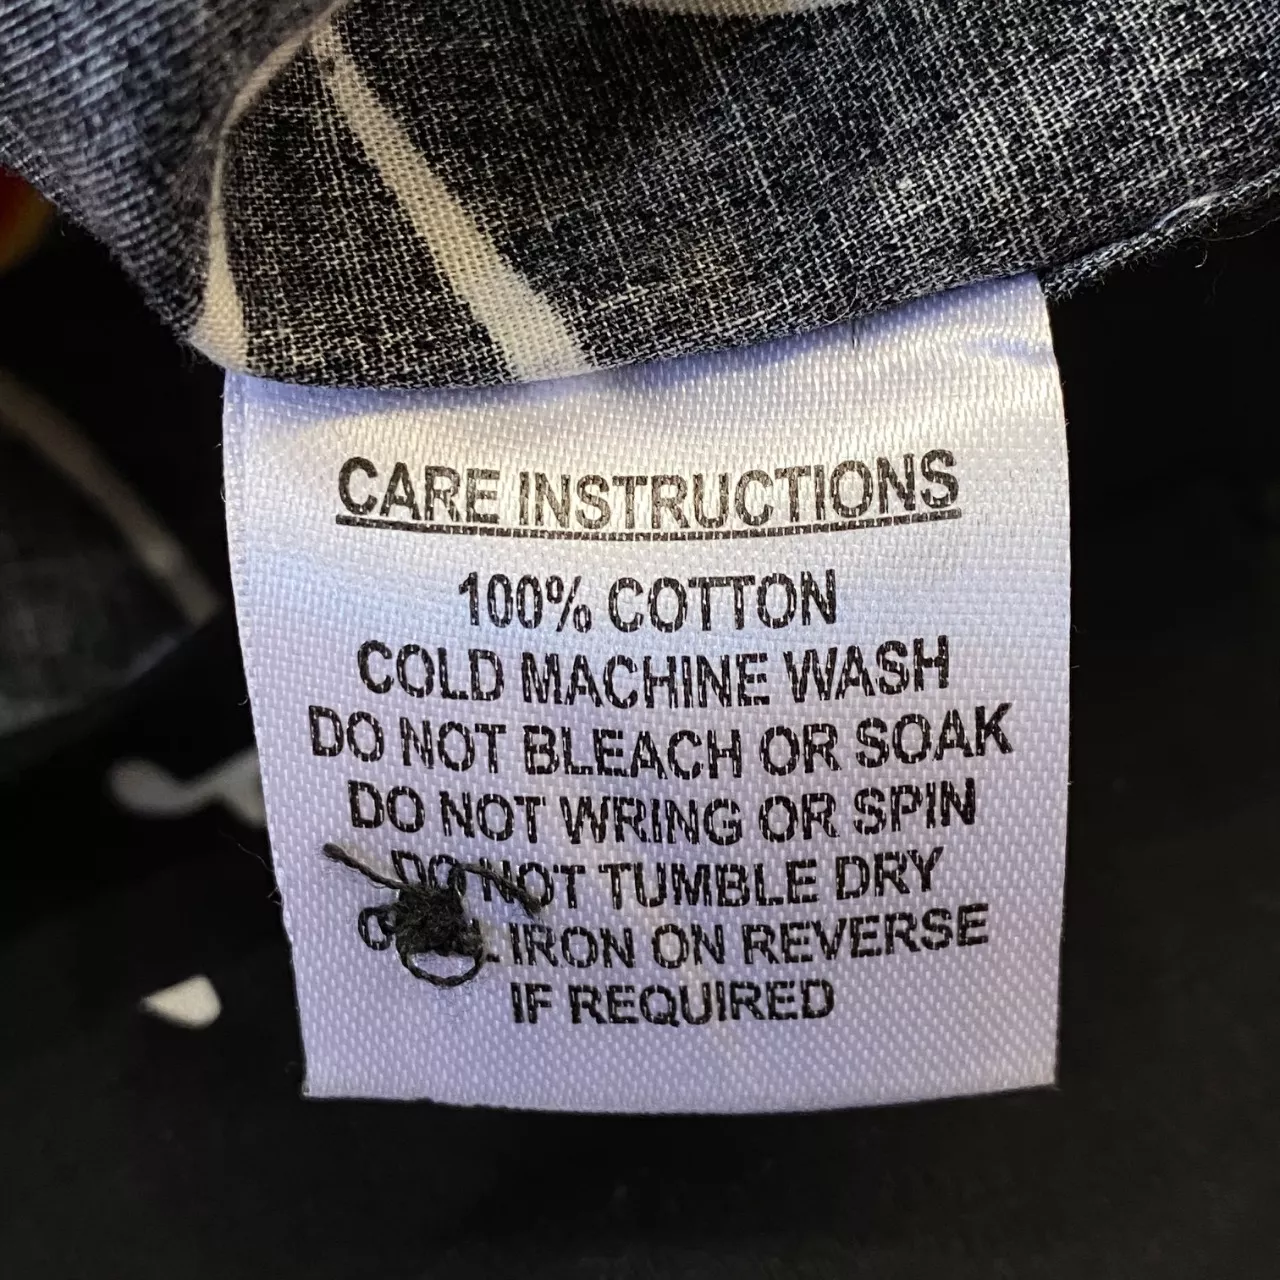 CARE INSTRUCTIONS
100% COTTON
COLD MACHINE WASH
DO NOT BLEACH OR SOAK
DO NOT WRING OR SPIN
DO NOT TUMBLE DRY
IRON ON REVERSE
IF REQUIRED